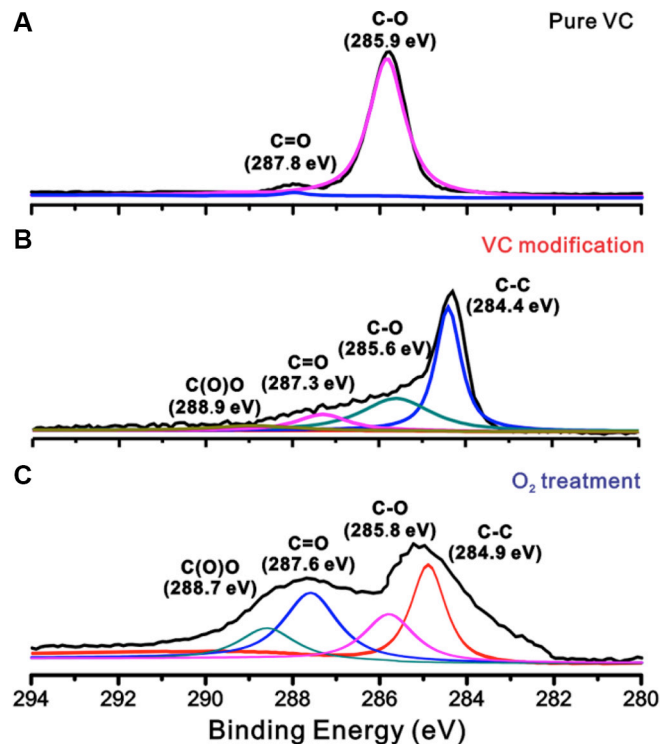 A
C-O
(285.9 eV)
Pure VC
C=O
(287.8 eV)
B
VC modification
C-C
(284.4 eV)
C-O
(285.6 eV)
C=O
(287.3 eV)
C(O)O
(288.9 eV)
C
O₂ treatment
C-O
(285.8 eV)
C-C
(284.9 eV)
C=O
(287.6 eV)
C(O)O
(288.7 eV)
294 292 290 288 286 284 282 280
Binding Energy (eV)